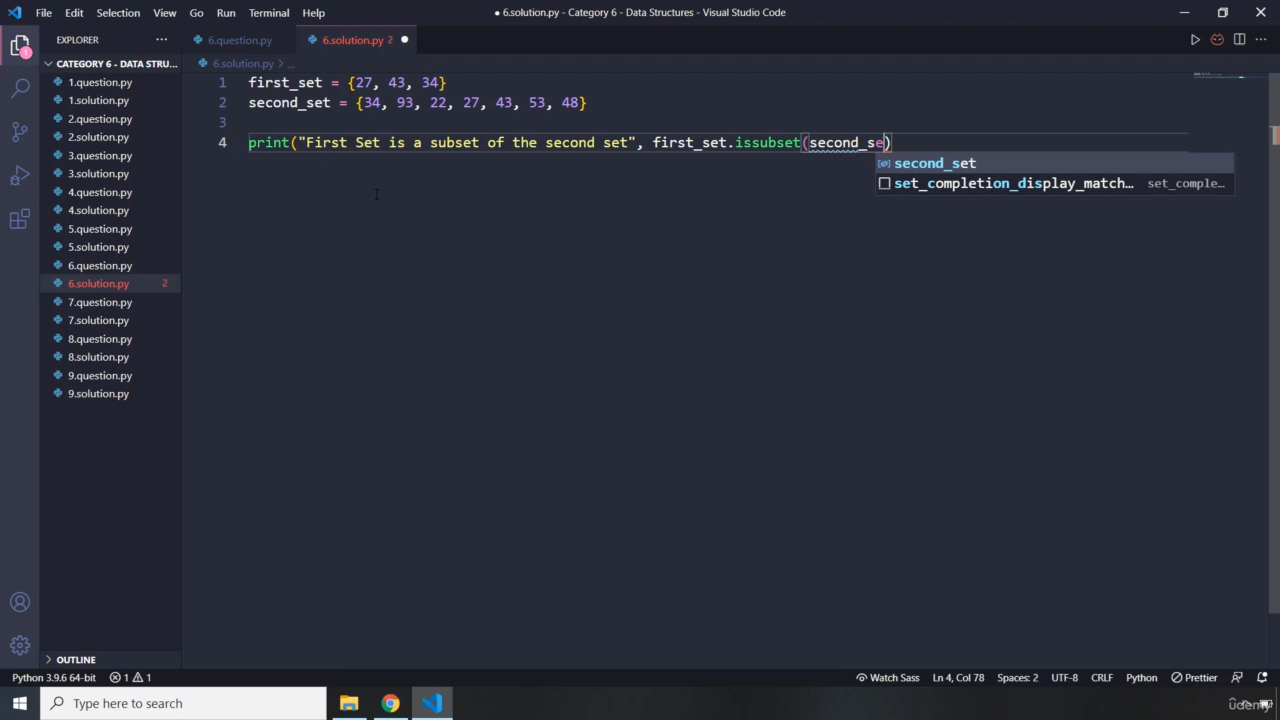 File Edit Selection View Go Run Terminal Help
● 6.solution.py - Category 6 - Data Structures - Visual Studio Code
EXPLORER
6.question.py
6.solution.py 2
CATEGORY 6 - DATA STRU...
6.solution.py > ...
1.question.py
1.solution.py
2.question.py
2.solution.py
3.question.py
3.solution.py
4.question.py
4.solution.py
5.question.py
5.solution.py
6.question.py
6.solution.py 2
7.question.py
7.solution.py
8.question.py
8.solution.py
9.question.py
9.solution.py
1 first_set = {27, 43, 34}
2 second_set = {34, 93, 22, 27, 43, 53, 48}
3
4 print("First Set is a subset of the second set", first_set.issubset(second_se)
second_set
set_completion_display_match... set_comple...
1
OUTLINE
Python 3.9.6 64-bit 1 1
Watch Sass Ln 4, Col 78 Spaces: 2 UTF-8 CRLF Python Prettier
Type here to search
udemy